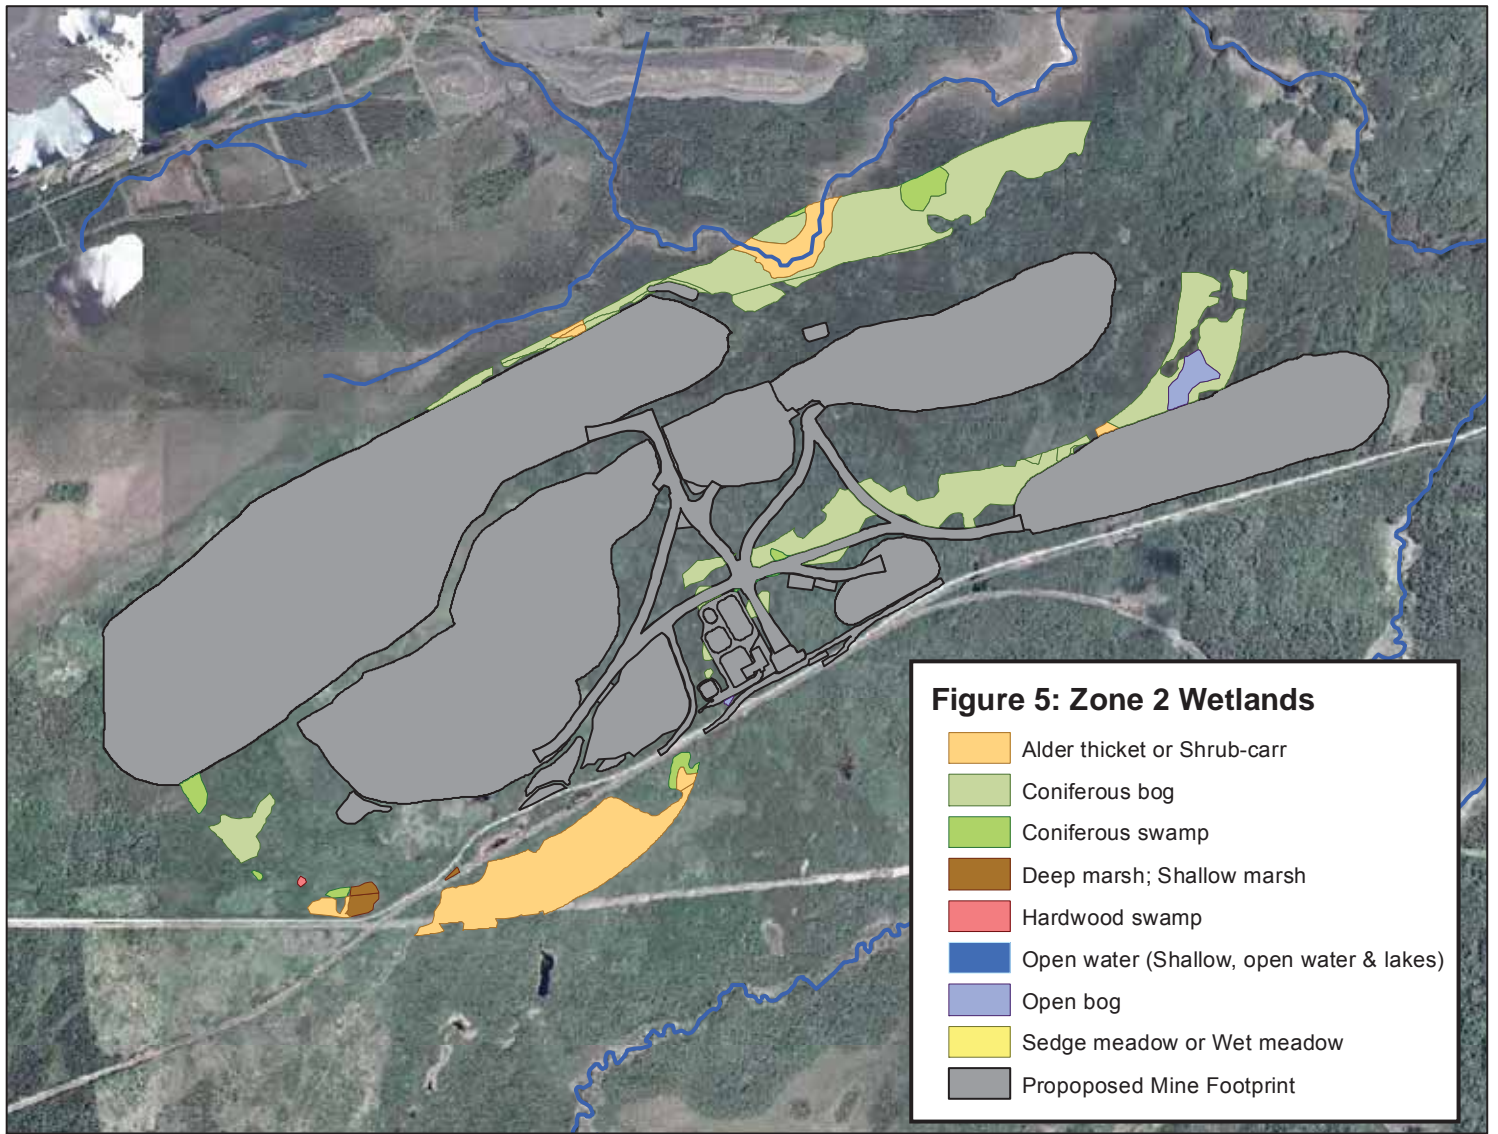 Figure 5: Zone 2 Wetlands
Alder thicket or Shrub-carr
Coniferous bog
Coniferous swamp
Deep marsh; Shallow marsh
Hardwood swamp
Open water (Shallow, open water & lakes)
Open bog
Sedge meadow or Wet meadow
Propoposed Mine Footprint